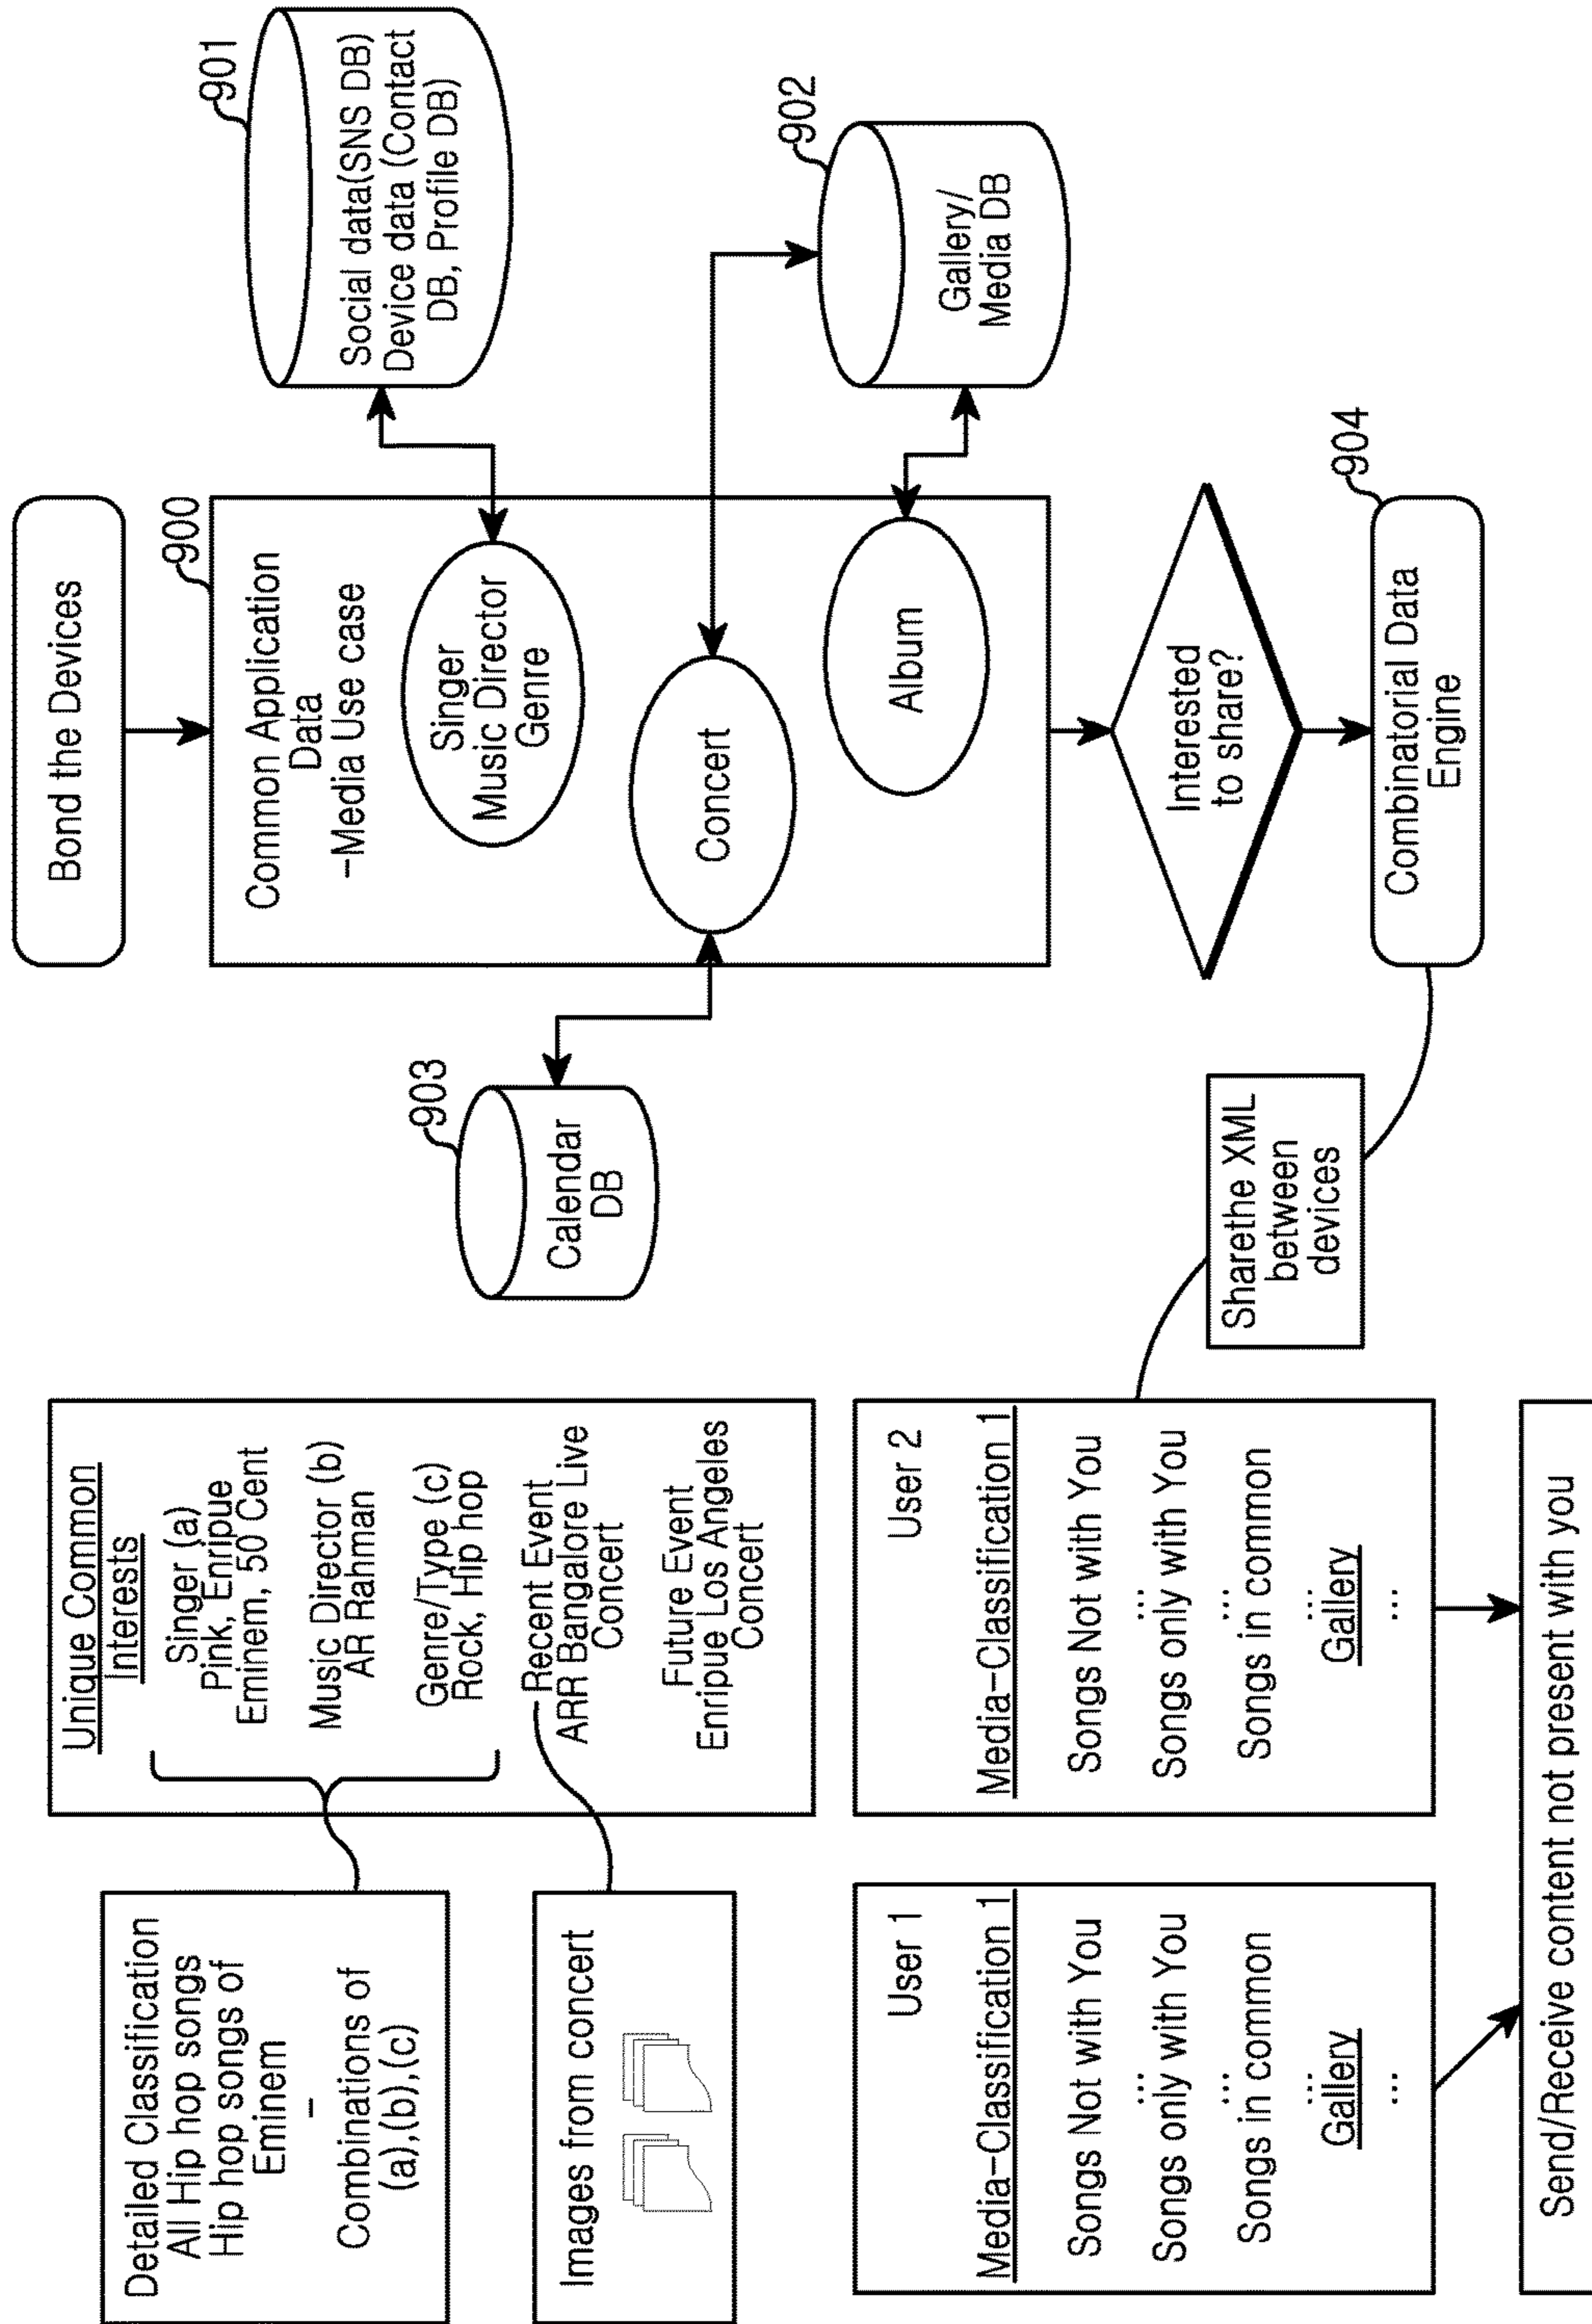 Bond the Devices
900
Common Application
Data
-Media Use case
Singer
Music Director
Genre
Concert
Album
901
Social data(SNS DB)
Device data (Contact
DB, Profile DB)
902
Gallery/
Media DB
903
Calendar
DB
Interested
to share?
904
Combinatorial Data
Engine
Sharethe XML
between
devices
Detailed Classification
All Hip hop songs
Hip hop songs of
Eminem
-
Combinations of
(a),(b),(c)
Unique Common
Interests
Singer (a)
Pink, Enripue
Eminem, 50 Cent
Music Director (b)
AR Rahman
Genre/Type (c)
Rock, Hip hop
Recent Event
ARR Bangalore Live
Concert
Future Event
Enripue Los Angeles
Concert
Images from concert
User 1
Media-Classification 1
Songs Not with You
...
Songs only with You
...
Songs in common
...
Gallery
...
User 2
Media-Classification 1
Songs Not with You
...
Songs only with You
...
Songs in common
...
Gallery
...
Send/Receive content not present with you